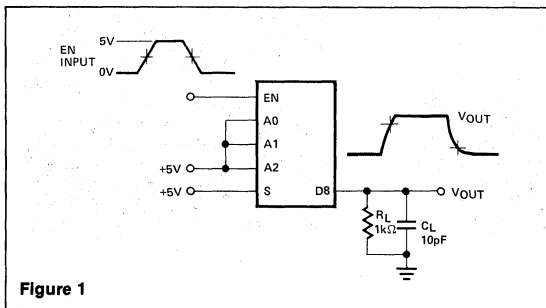 5V
EN
INPUT
0V
EN
A0
A1
+5V
A2
+5V
S
D8
VOUT
VOUT
RL
1kΩ
CL
10pF
Figure 1